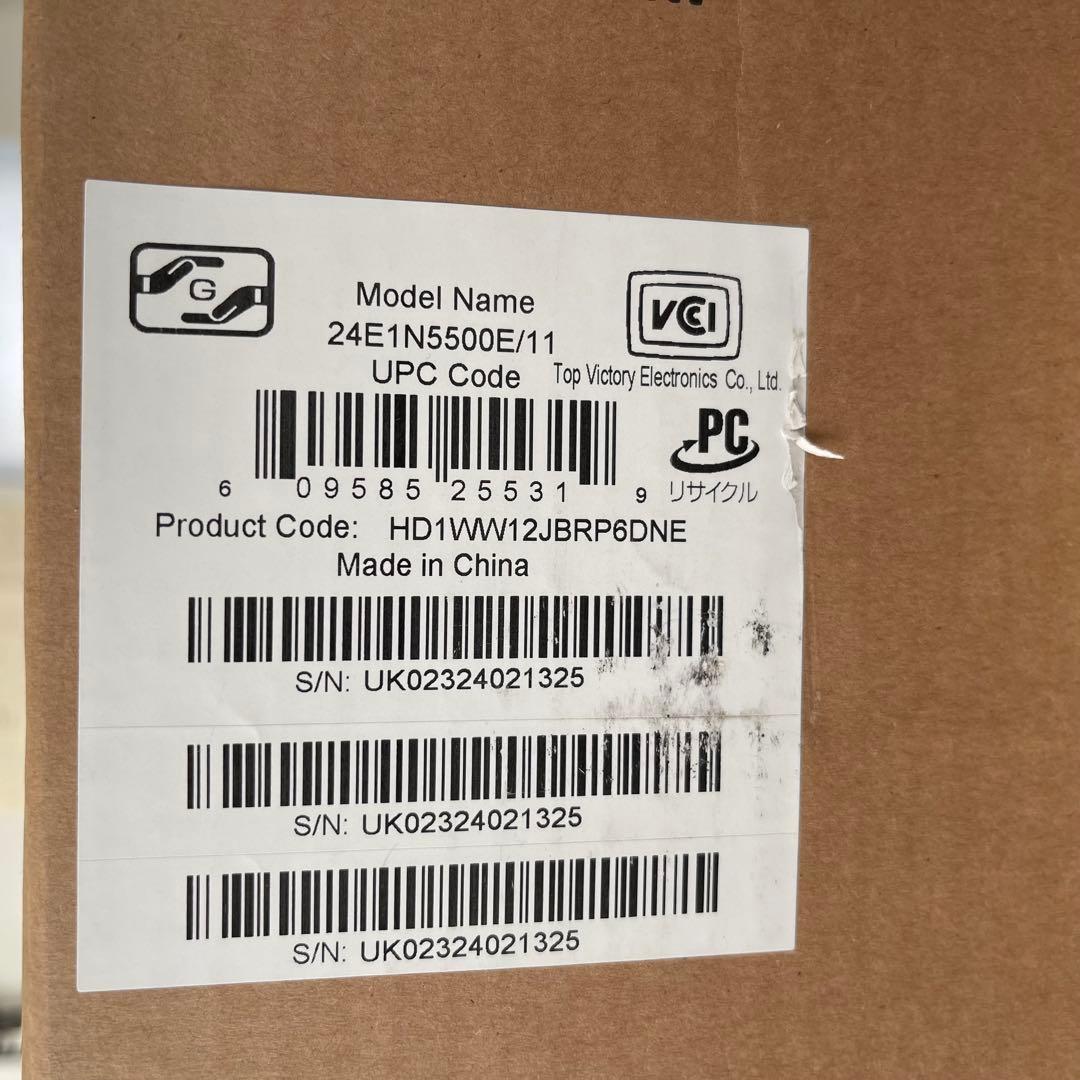 G
Model Name
24E1N5500E/11
VCCI
UPC Code
Top Victory Electronics Co., Ltd.
PC
リサイクル
6 09585 25531 9
Product Code: HD1WW12JBRP6DNE
Made in China
S/N: UK02324021325
S/N: UK02324021325
S/N: UK02324021325